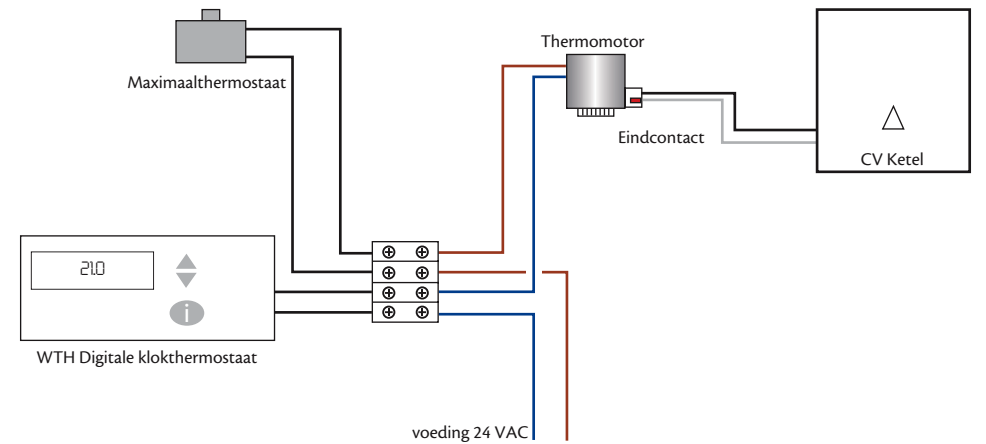 Thermomotor
Maximaalthermostaat
Eindcontact
CV Ketel
21.0
i
WTH Digitale klokthermostaat
voeding 24 VAC